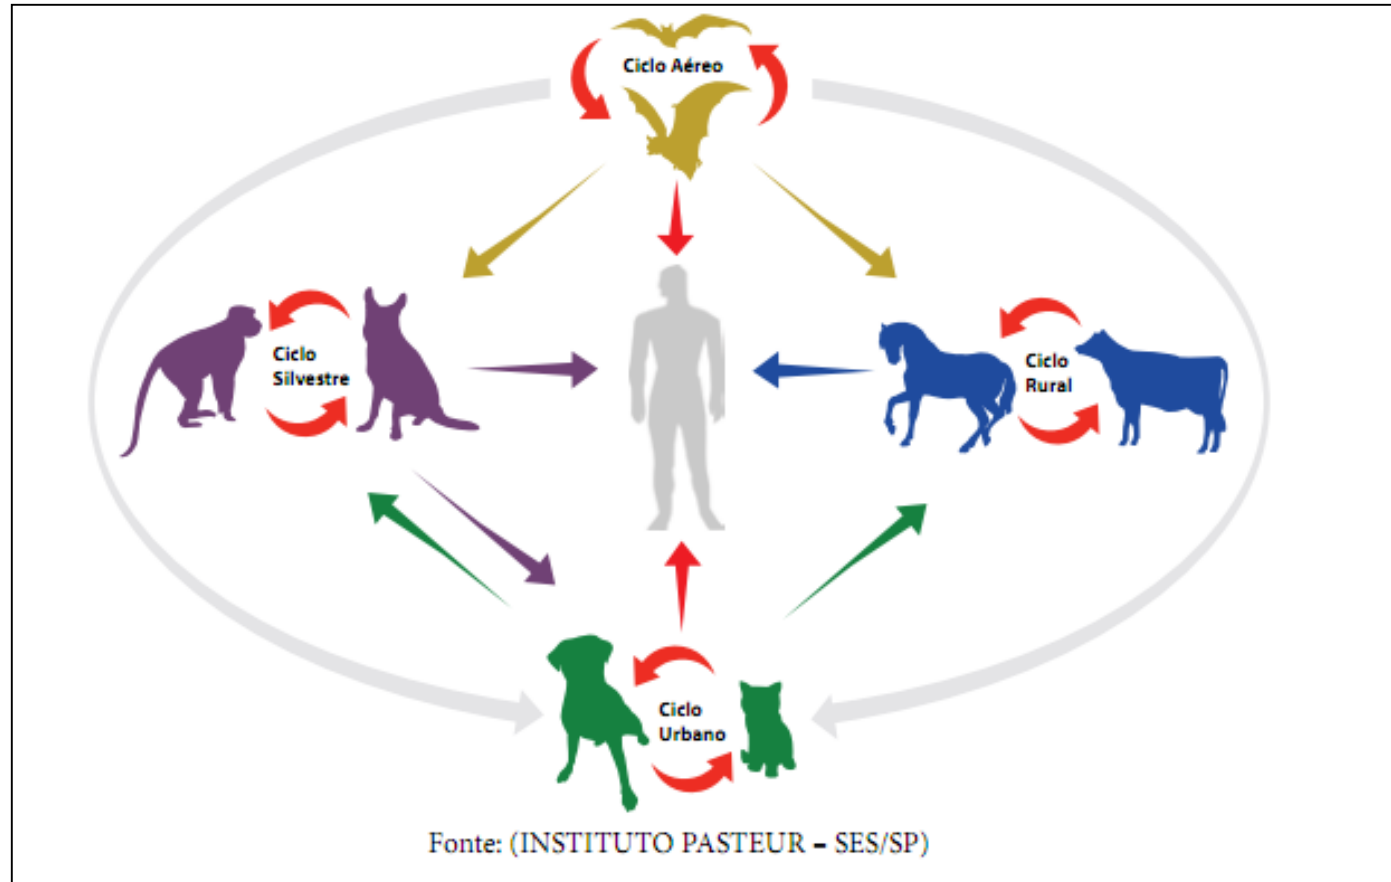 Ciclo Aéreo
Ciclo
Silvestre
Ciclo
Rural
Ciclo
Urbano
Fonte: (INSTITUTO PASTEUR – SES/SP)